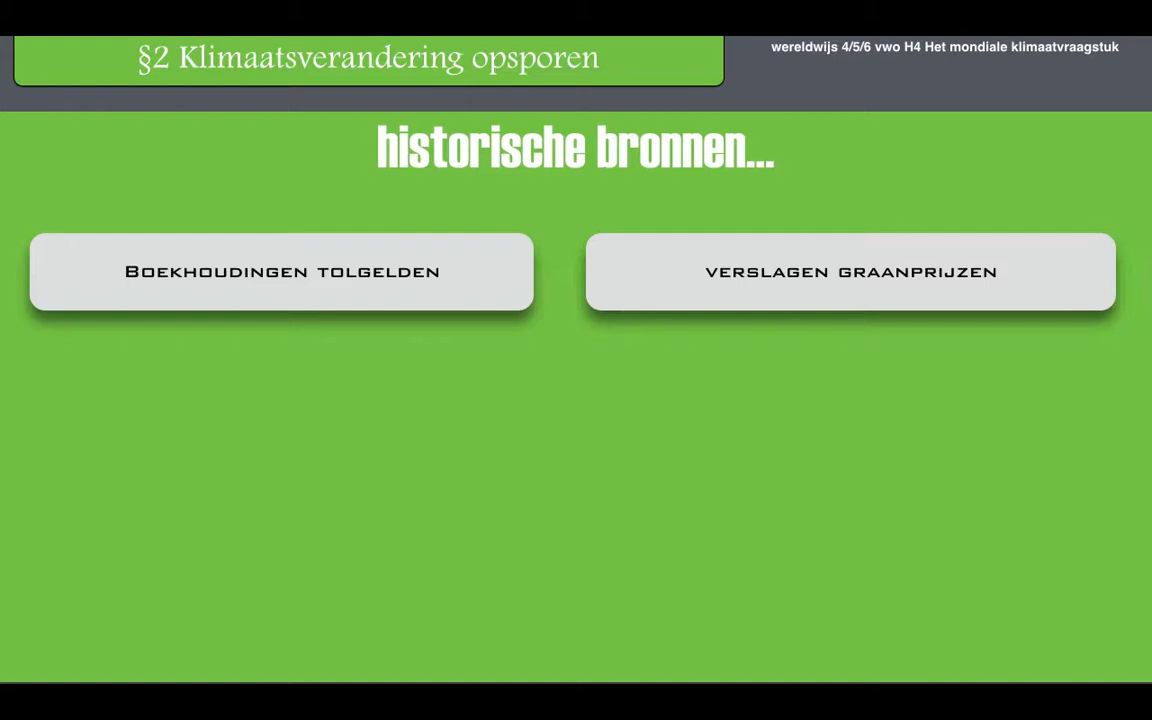 §2 Klimaatsverandering opsporen
wereldwijs 4/5/6 vwo H4 Het mondiale klimaatvraagstuk
historische bronnen...
Boekhoudingen tolgelden
verslagen graanprijzen